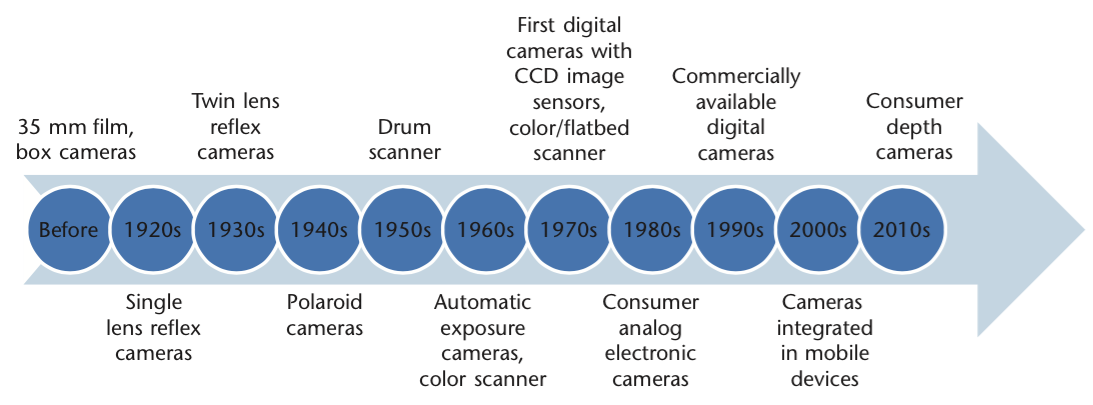 35 mm film,
box cameras
Twin lens
reflex
cameras
Drum
scanner
First digital
cameras with
CCD image
sensors,
color/flatbed
scanner
Commercially
available
digital
cameras
Consumer
depth
cameras
Before
1920s
1930s
1940s
1950s
1960s
1970s
1980s
1990s
2000s
2010s
Single
lens reflex
cameras
Polaroid
cameras
Automatic
exposure
cameras,
color scanner
Consumer
analog
electronic
cameras
Cameras
integrated
in mobile
devices